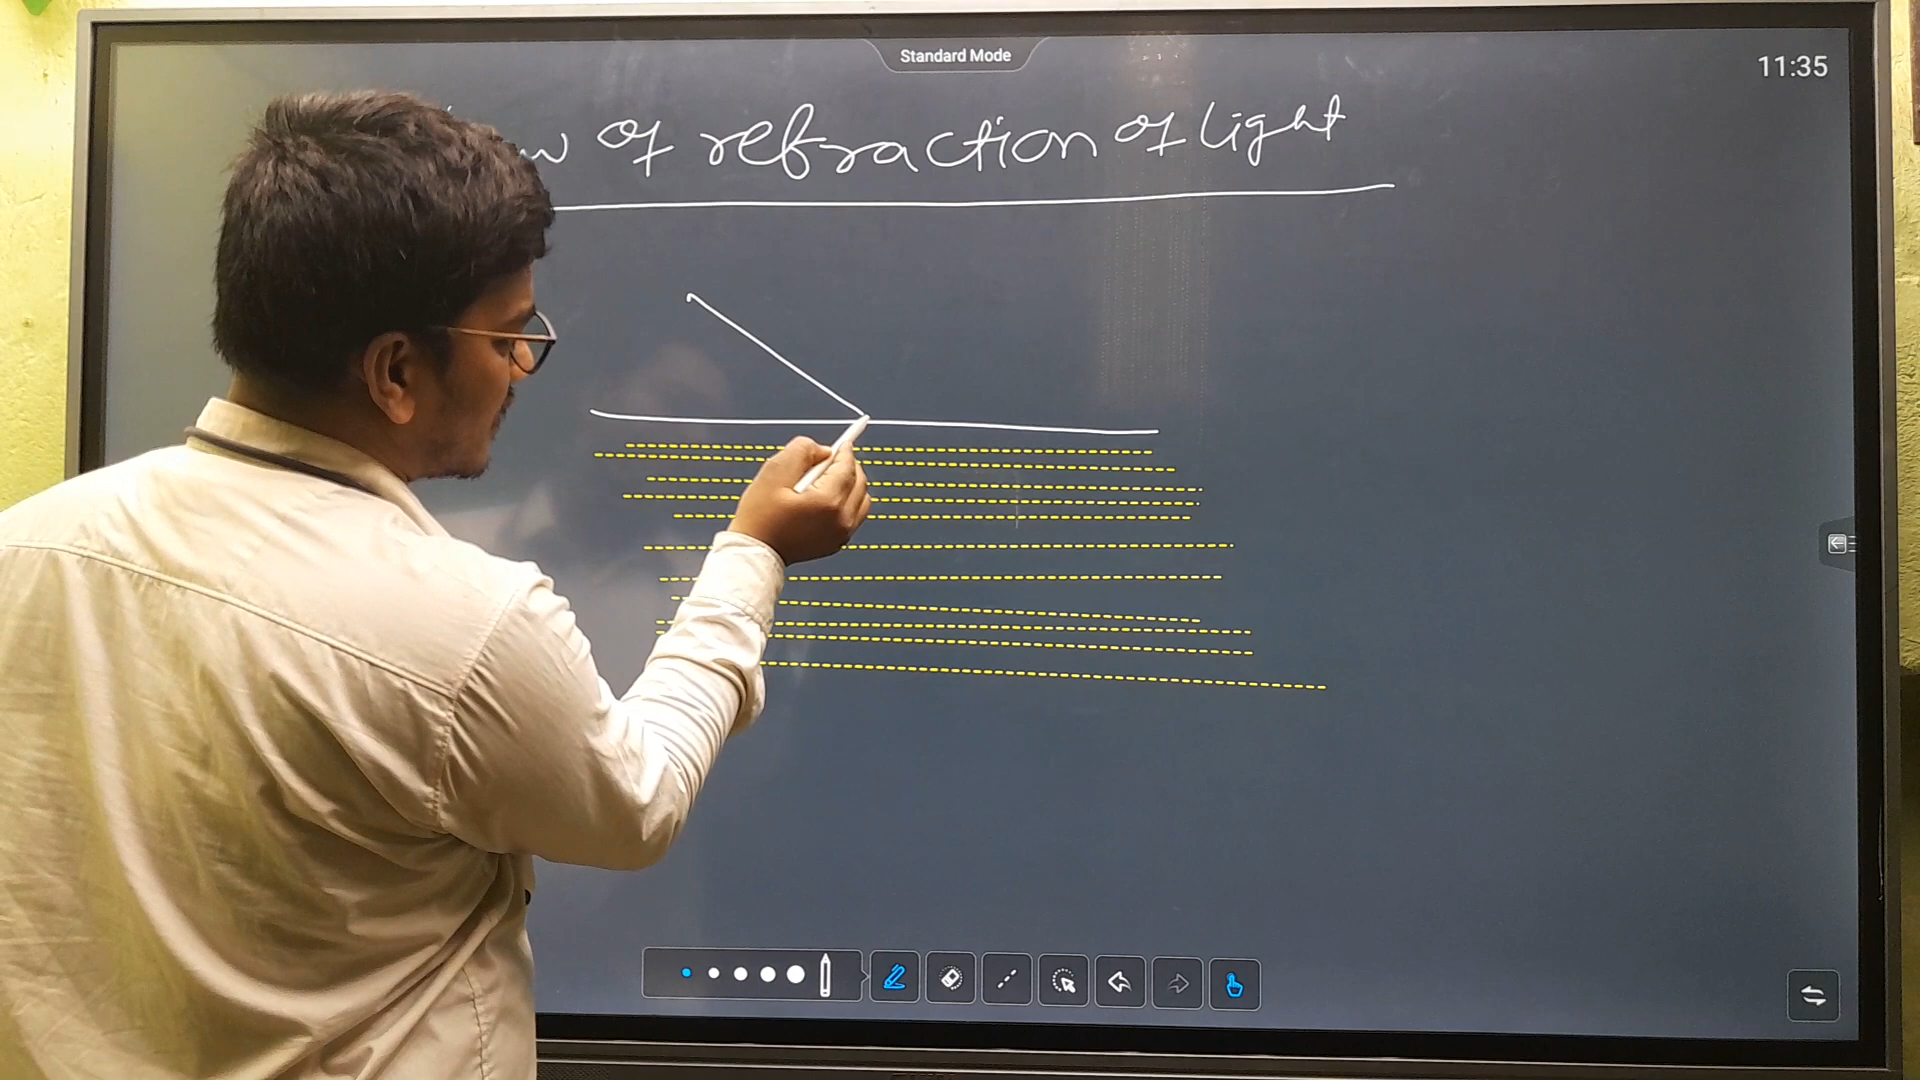 Standard Mode
11:35
of refraction of light